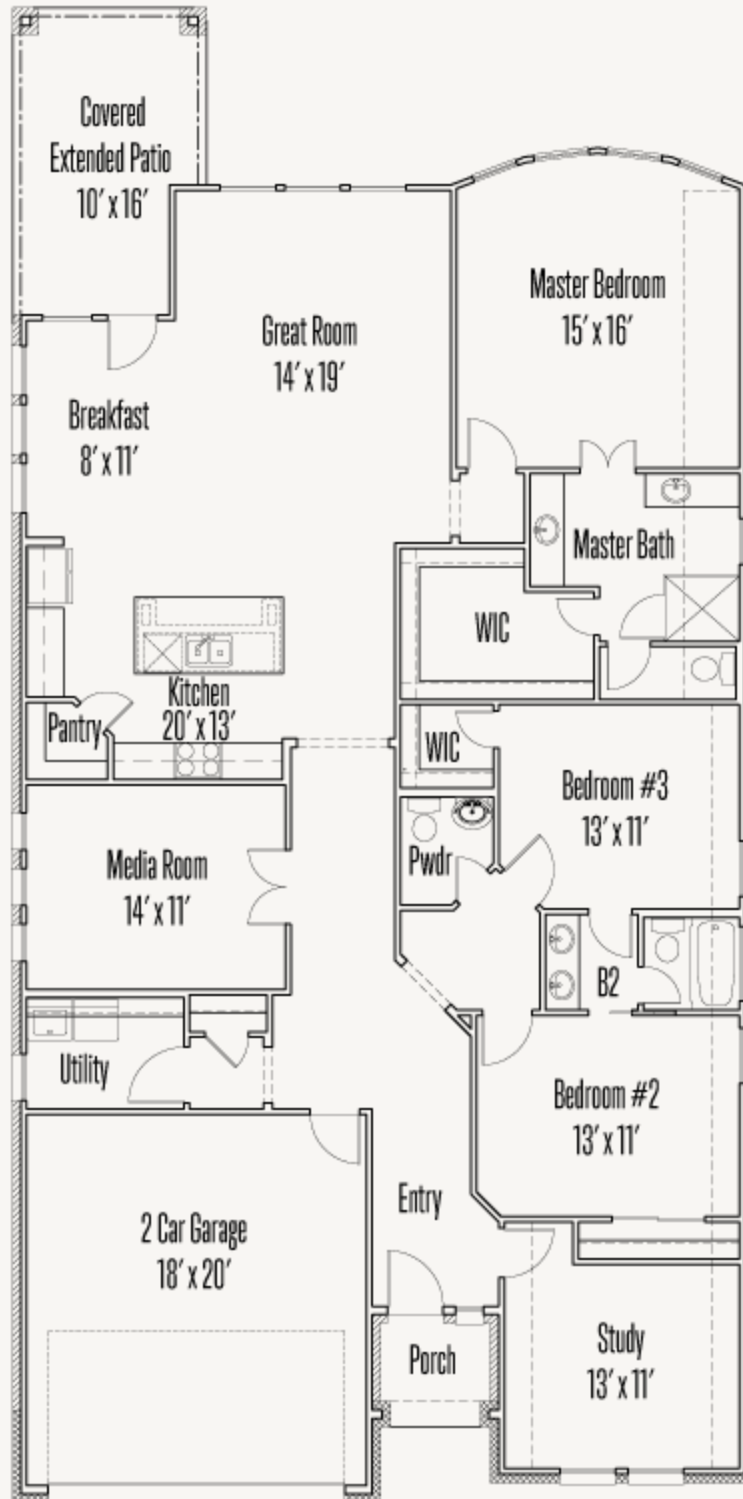 Covered
Extended Patio
10′ x 16′
Master Bedroom
15′ x 16′
Great Room
14′ x 19′
Breakfast
8′ x 11′
Master Bath
WIC
Kitchen
20′ x 13′
Pantry
WIC
Bedroom #3
13′ x 11′
Media Room
14′ x 11′
Pwdr
B2
Utility
Bedroom #2
13′ x 11′
Entry
2 Car Garage
18′ x 20′
Porch
Study
13′ x 11′